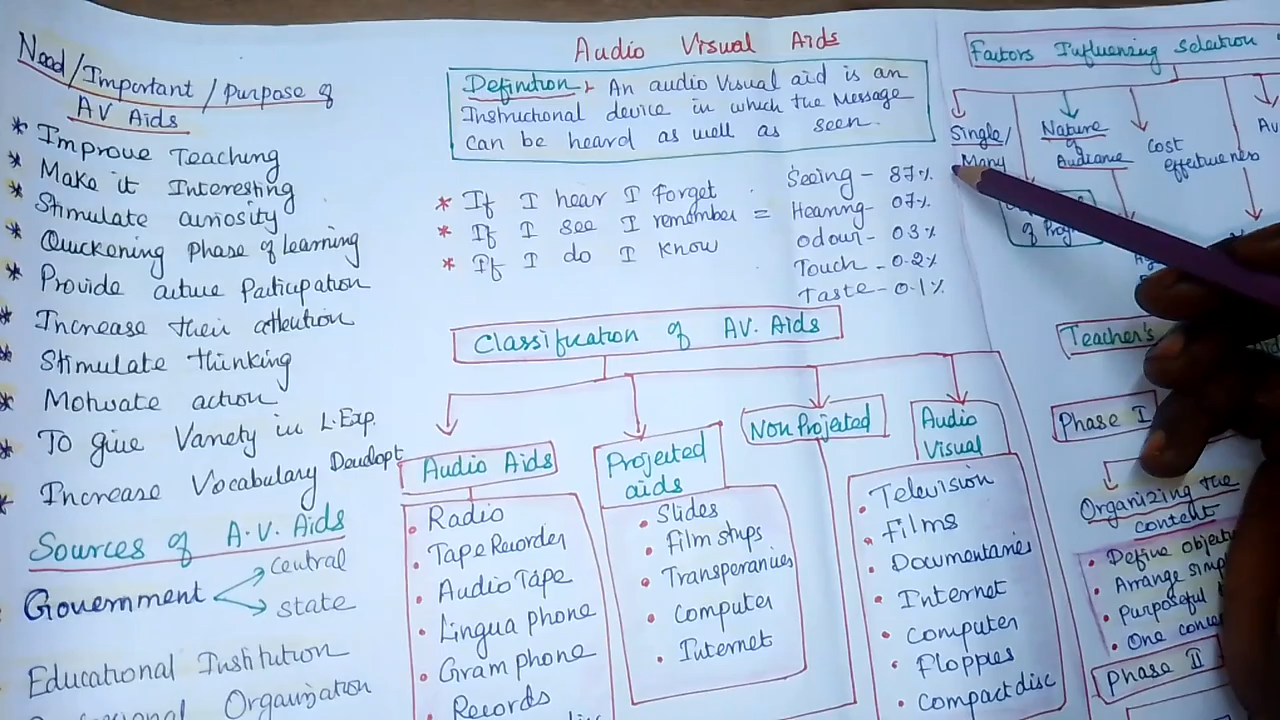 Need/Important/Purpose of
AV Aids
* Improve Teaching
* Make it Interesting
* Stimulate curiosity
* Quickening Phase of Learning
* Provide active Participation
* Increase their attention
* Stimulate thinking
* Motivate action
* To give Variety in L.Exp.
* Increase Vocabulary Developt
Sources of A.V. Aids
Government
central
state
Educational Institution
Organization
Audio Visual Aids
Definition An audio Visual aid is an
Instructional device in which the Message
can be heard as well as seen.
* If I hear I forget
* If I see I remember =
* If I do I know
Seeing - 87%
Hearing - 07%
Odour - 03%
Touch - 0.2%
Taste - 0.1%
Classification of AV. Aids
Audio Aids
• Radio
• Tape Recorder
• Audio Tape
• Lingua phone
• Gram phone
• Records
Projected
aids
• Slides
• Film strips
• Transperancies
• Computer
• Internet
Non Projected
Audio
Visual
• Television
• Films
• Documentaries
• Internet
• Computer
• Floppies
• Compact disc
Factors Influencing Selection
Single/
Many
Nature
of
Audiance
Cost
effectiveness
Teacher's
Phase I
Organizing the
content
• Define
• Arrange
• Purposeful
• One
Phase II